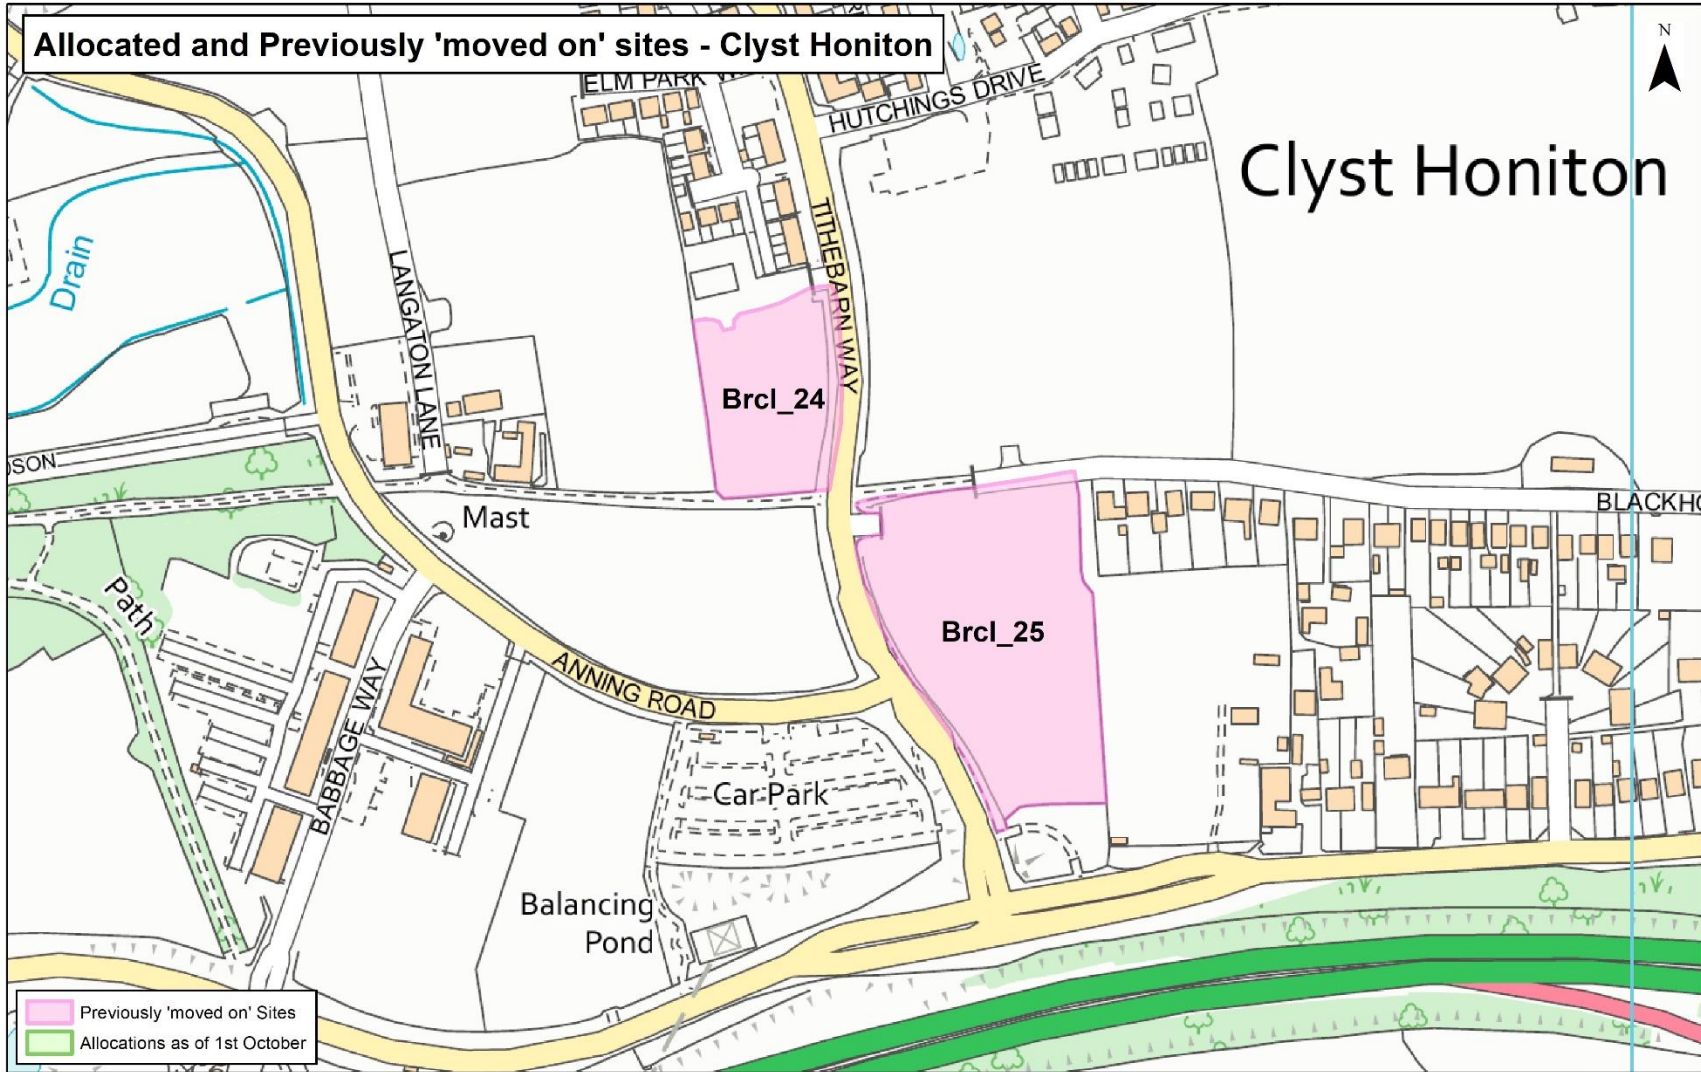 Allocated and Previously 'moved on' sites - Clyst Honiton
N
ELM PARK W
HUTCHINGS DRIVE
Clyst Honiton
TITHEBARN WAY
Drain
LANGATON LANE
Brcl_24
DSON
BLACKHO
Mast
Path
Brcl_25
ANNING ROAD
BABBAGE WAY
Car Park
Balancing
Pond
Previously 'moved on' Sites
Allocations as of 1st October